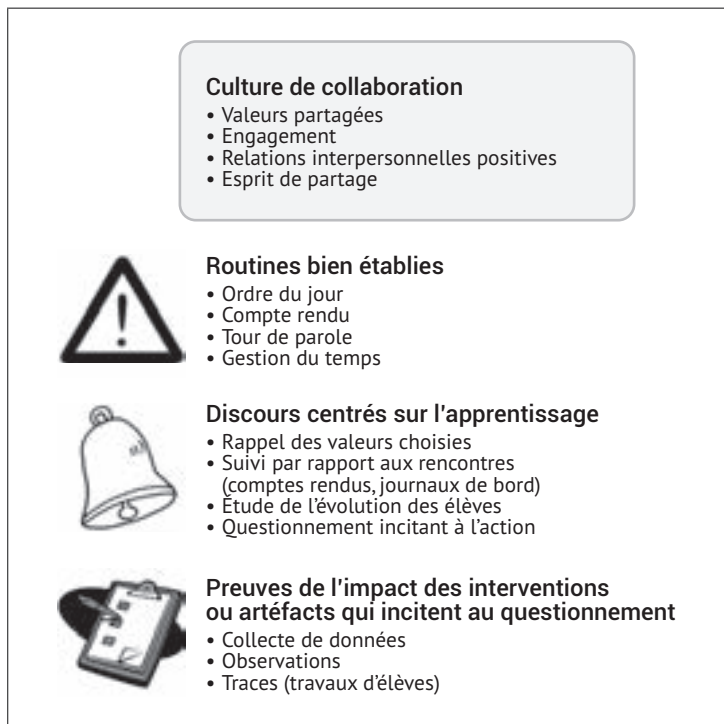 Culture de collaboration
• Valeurs partagées
• Engagement
• Relations interpersonnelles positives
• Esprit de partage
Routines bien établies
• Ordre du jour
• Compte rendu
• Tour de parole
• Gestion du temps
Discours centrés sur l'apprentissage
• Rappel des valeurs choisies
• Suivi par rapport aux rencontres
(comptes rendus, journaux de bord)
• Étude de l'évolution des élèves
• Questionnement incitant à l'action
Preuves de l'impact des interventions
ou artéfacts qui incitent au questionnement
• Collecte de données
• Observations
• Traces (travaux d'élèves)